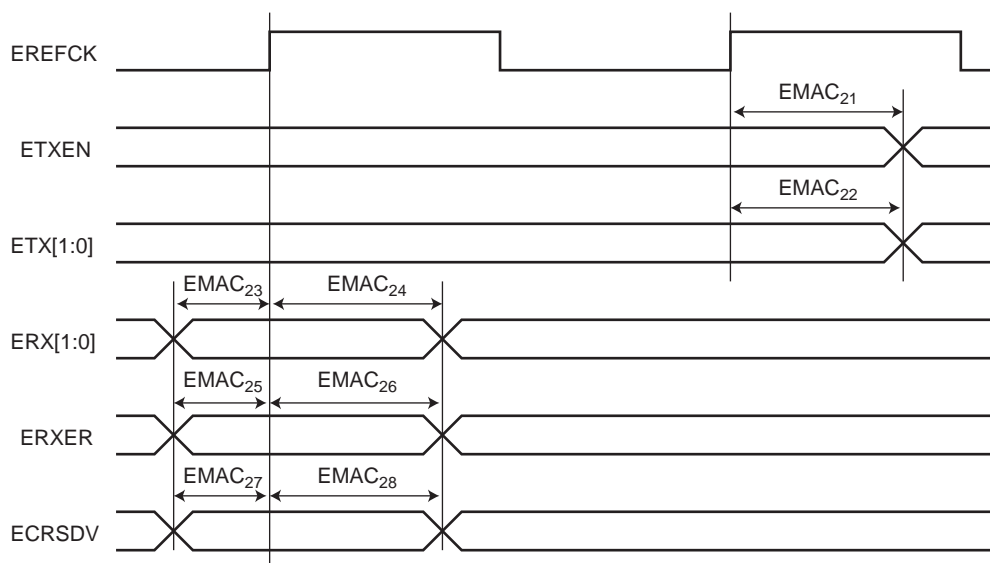 EREFCK
EMAC21
ETXEN
EMAC22
ETX[1:0]
EMAC23 EMAC24
ERX[1:0]
EMAC25 EMAC26
ERXER
EMAC27 EMAC28
ECRSDV